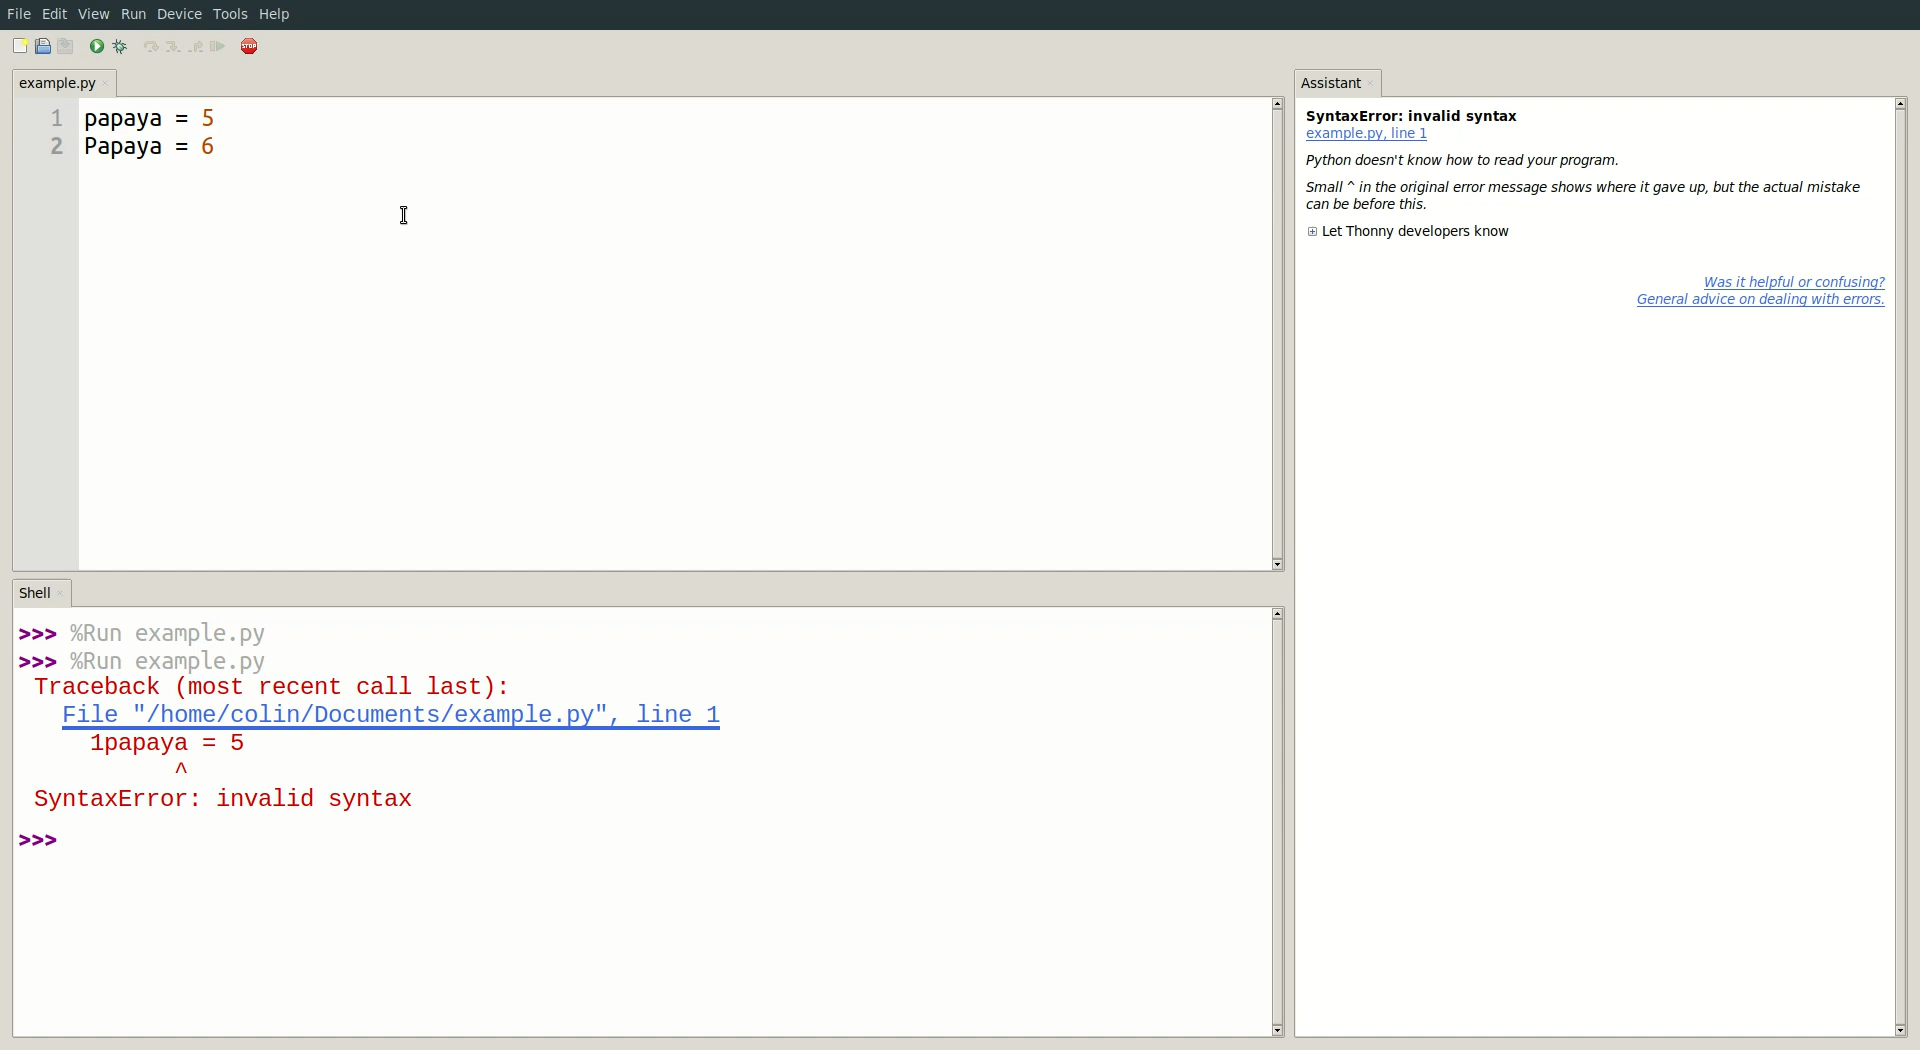 File Edit View Run Device Tools Help
STOP
example.py
1 papaya = 5
2 Papaya = 6
Shell
>>> %Run example.py
>>> %Run example.py
Traceback (most recent call last):
File "/home/colin/Documents/example.py", line 1
1papaya = 5
^
SyntaxError: invalid syntax
>>>
Assistant
SyntaxError: invalid syntax
example.py, line 1
Python doesn't know how to read your program.
Small ^ in the original error message shows where it gave up, but the actual mistake
can be before this.
Let Thonny developers know
Was it helpful or confusing?
General advice on dealing with errors.